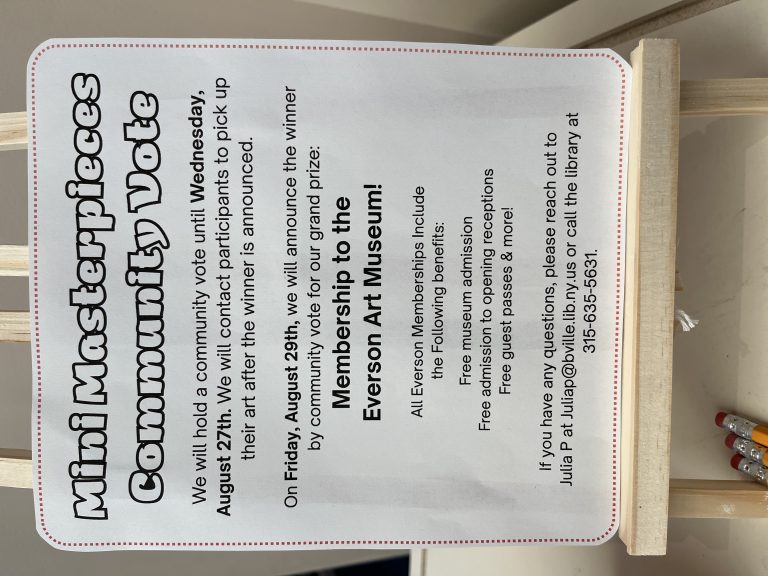 Mini Masterpieces
Community Vote
We will hold a community vote until Wednesday,
August 27th. We will contact participants to pick up
their art after the winner is announced.
On Friday, August 29th, we will announce the winner
by community vote for our grand prize:
Membership to the
Everson Art Museum!
All Everson Memberships Include
the Following benefits:
Free museum admission
Free admission to opening receptions
Free guest passes & more!
If you have any questions, please reach out to
Julia P at Juliap@bville.lib.ny.us or call the library at
315-635-5631.